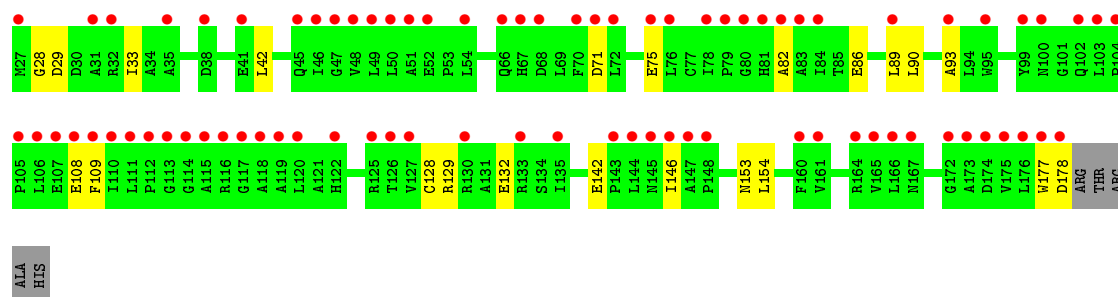 M27 G28 D29 D30 A31 R32 I33 A34 A35 D38 E41 L42 Q45 I46 G47 V48 L49 L50 A51 E52 P53 L54 Q66 H67 D68 L69 F70 D71 L72 E75 L76 C77 I78 P79 G80 H81 A82 A83 I84 T85 E86 L89 L90 A93 L94 W95 Y99 N100 G101 Q102 L103
P105 L106 E107 E108 F109 I110 L111 P112 G113 G114 A115 R116 G117 A118 A119 L120 A121 H122 R125 T126 V127 C128 R129 R130 A131 E132 R133 S134 I135 E142 P143 L144 N145 I146 A147 P148 N153 L154 F160 V161 R164 V165 L166 N167 G172 A173 D174 V175 L176 W177 D178 ARG THR
ALA HIS